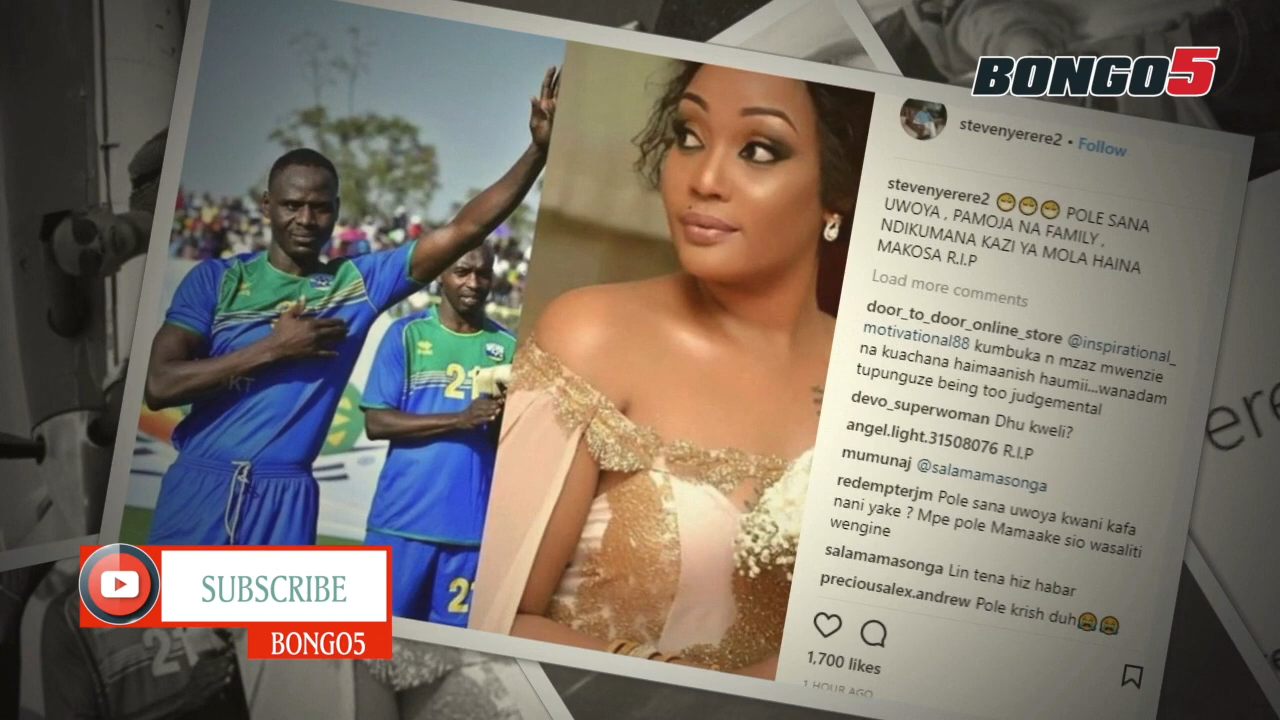 BONGO5
stevenyerere2 • Follow
stevenyerere2 😷😷😷 POLE SANA
UWOYA , PAMOJA NA FAMILY ,
NDIKUMANA KAZI YA MOLA HAINA
MAKOSA R.I.P
Load more comments
door_to_door_online_store @inspirational_
motivational88 kumbuka n mzaz mwenzie
na kuachana haimaanish haumii...wanadam
tupunguze being too judgemental
devo_superwoman Dhu kweli?
angel.light.31508076 R.I.P
mumunaj @salamamasonga
redempterjm Pole sana uwoya kwani kafa
nani yake ? Mpe pole Mamaake sio wasaliti
wengine
salamamasonga Lin tena hiz habar
preciousalex.andrew Pole krish duh😭😭
1,700 likes
1 HOUR AGO
21
21
SUBSCRIBE
BONGO5
21